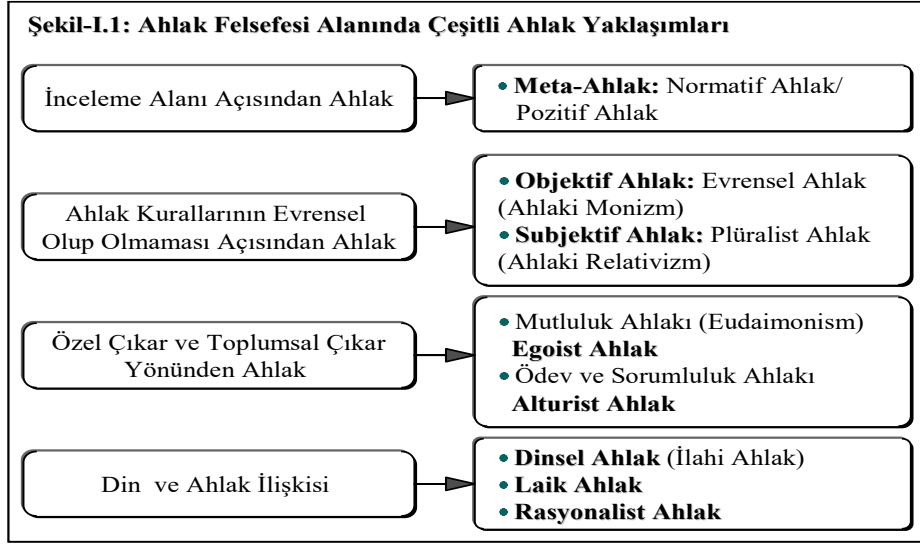 Şekil-I.1: Ahlak Felsefesi Alanında Çeşitli Ahlak Yaklaşımları
İnceleme Alanı Açısından Ahlak
• Meta-Ahlak: Normatif Ahlak/
Pozitif Ahlak
Ahlak Kurallarının Evrensel
Olup Olmaması Açısından Ahlak
• Objektif Ahlak: Evrensel Ahlak
(Ahlaki Monizm)
• Subjektif Ahlak: Plüralist Ahlak
(Ahlaki Relativizm)
Özel Çıkar ve Toplumsal Çıkar
Yönünden Ahlak
• Mutluluk Ahlakı (Eudaimonism)
Egoist Ahlak
• Ödev ve Sorumluluk Ahlakı
Alturist Ahlak
Din ve Ahlak İlişkisi
• Dinsel Ahlak (İlahi Ahlak)
• Laik Ahlak
• Rasyonalist Ahlak